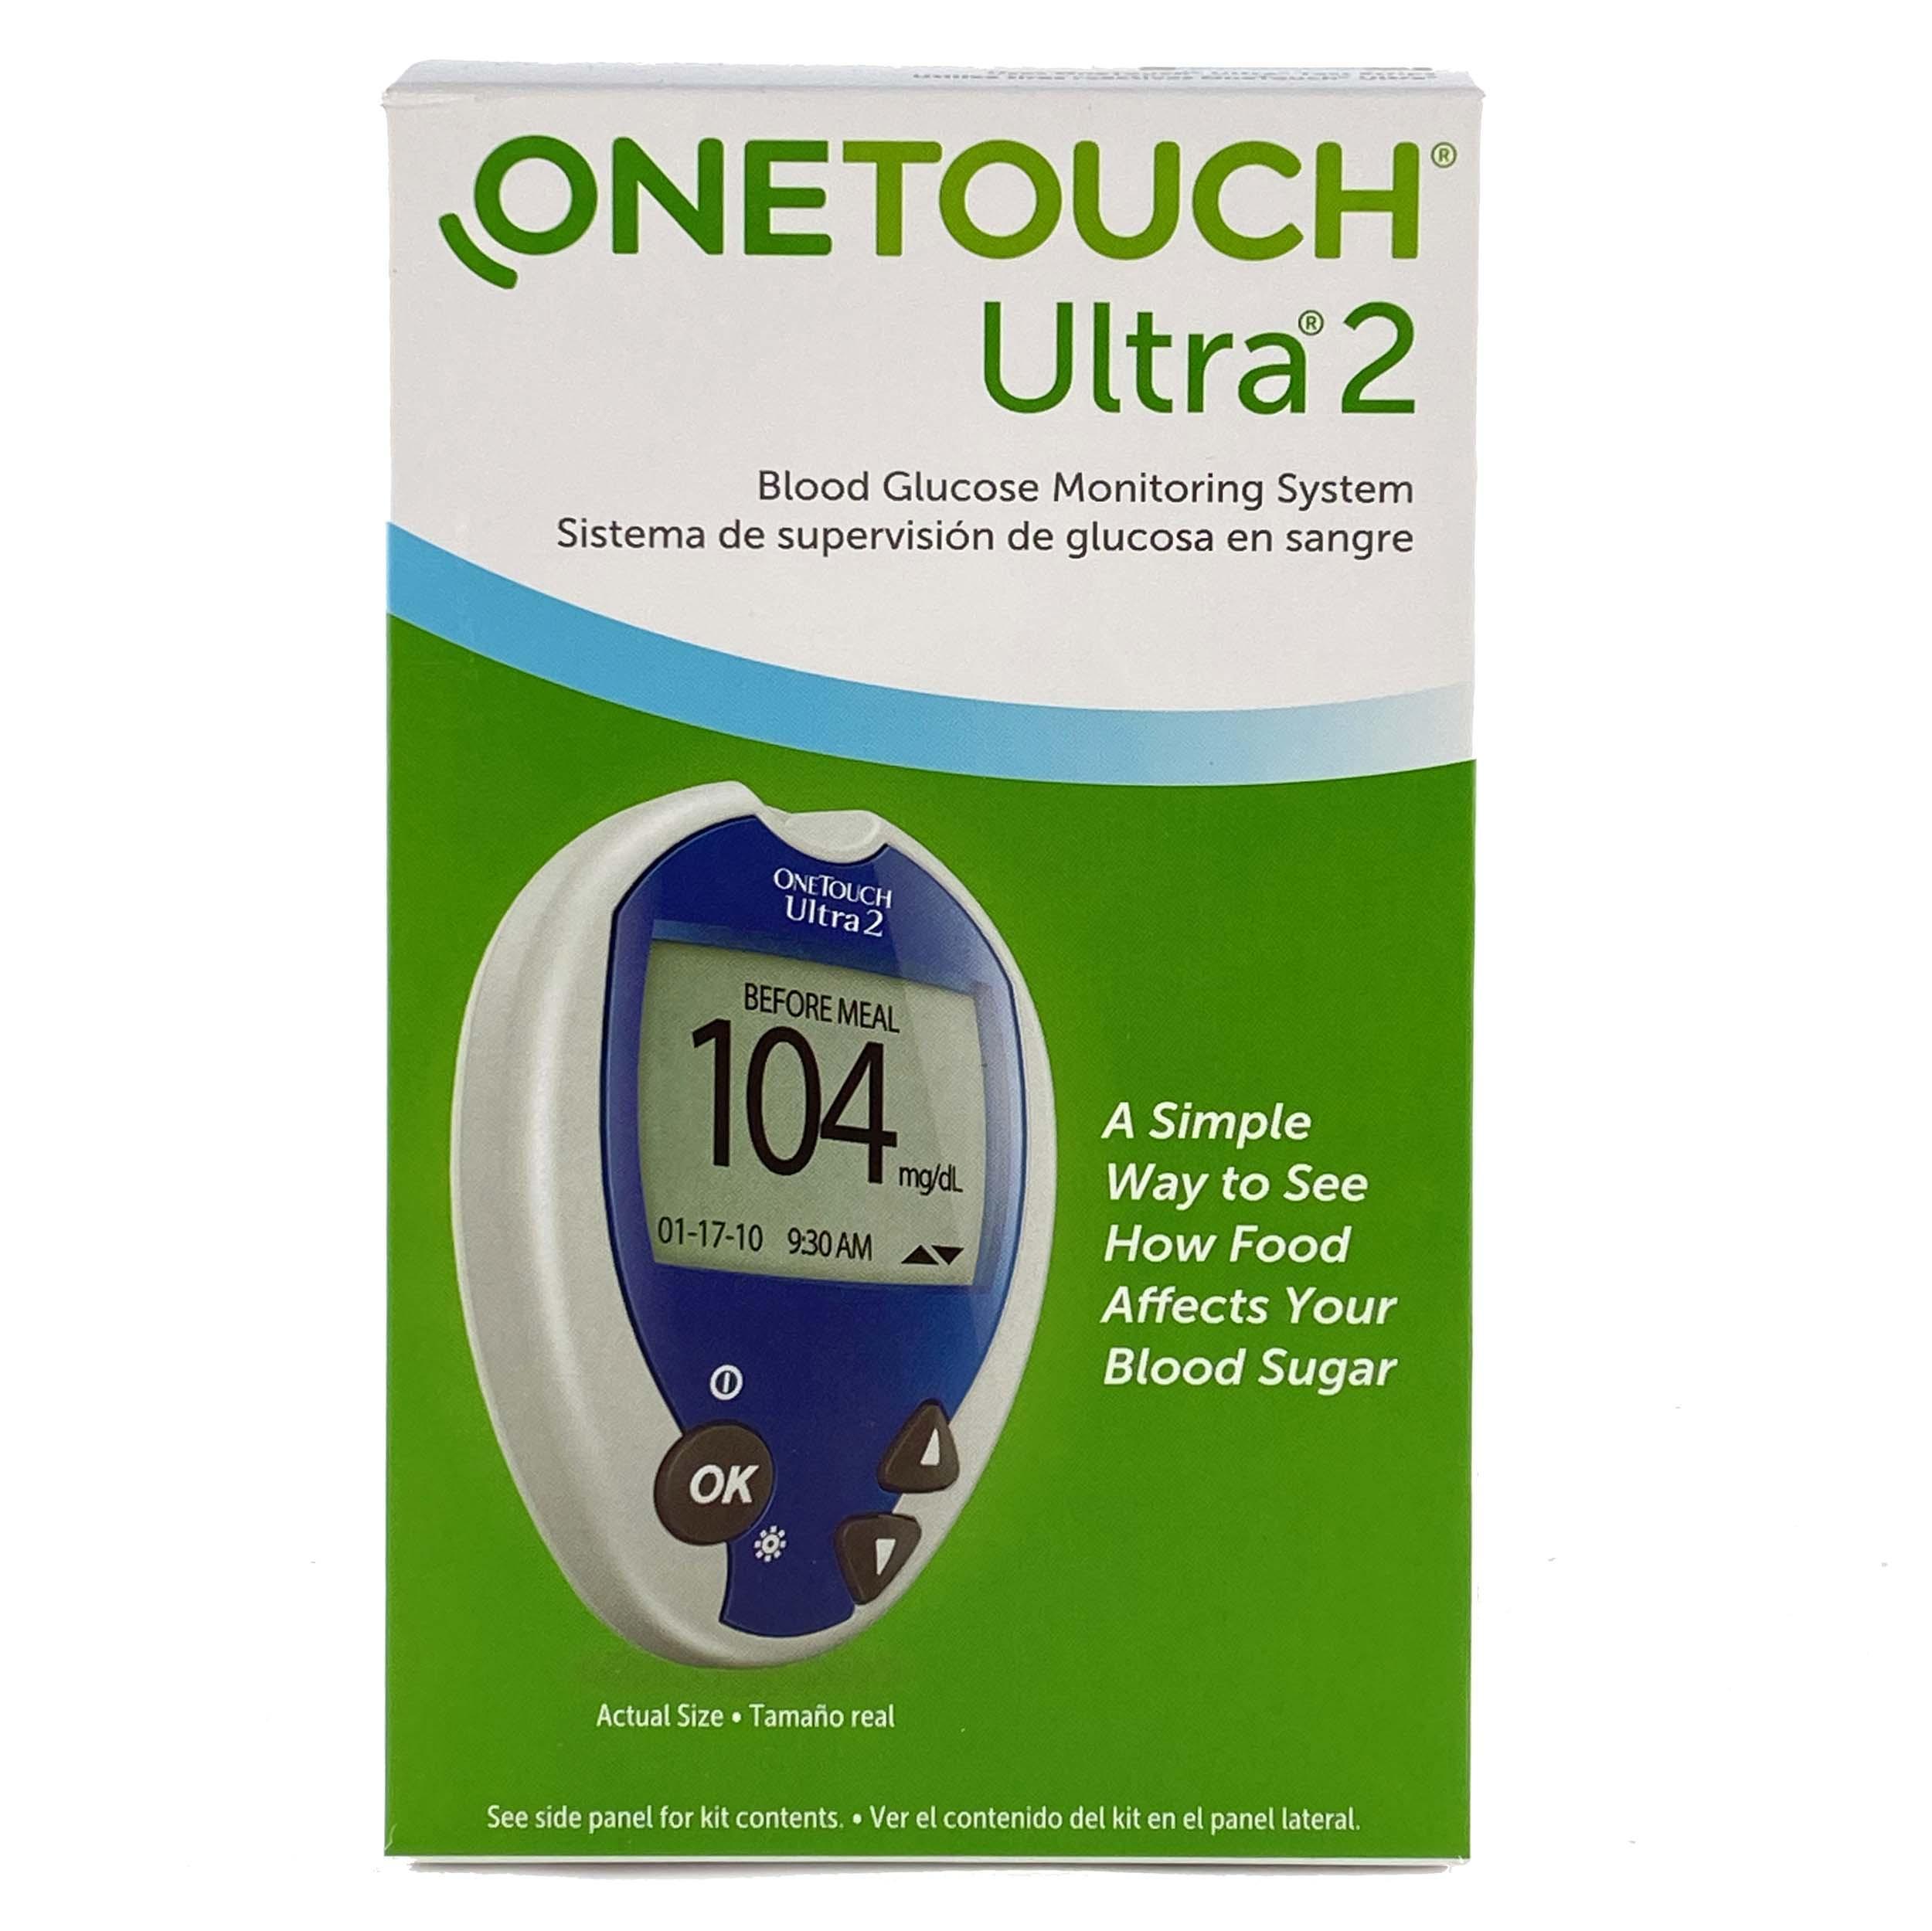 ONETOUCH®
Ultra® 2
Blood Glucose Monitoring System
Sistema de supervisión de glucosa en sangre
ONETOUCH
Ultra 2
BEFORE MEAL
104
mg/dL
01-17-10 9:30 AM
OK
A Simple
Way to See
How Food
Affects Your
Blood Sugar
Actual Size • Tamaño real
See side panel for kit contents. • Ver el contenido del kit en el panel lateral.